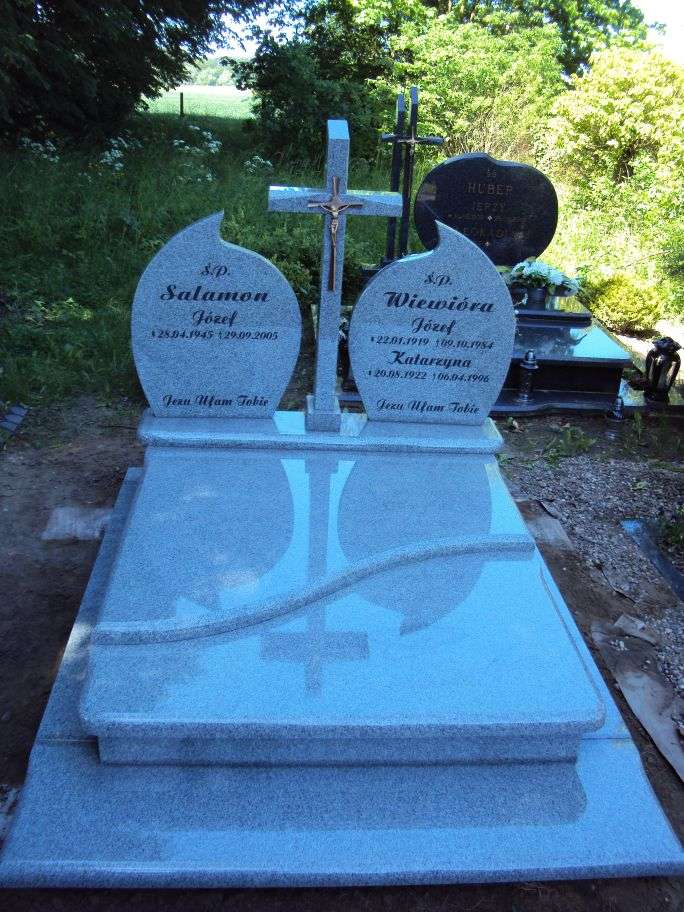 Ś.P.
Salamon
Józef
*28.04.1945 †29.09.2005
Jezu Ufam Tobie
Ś.P.
Wiewióra
Józef
*22.01.1919 †09.10.1984
Katarzyna
*20.08.1922 †06.04.1996
Jezu Ufam Tobie
HUBER
JERZY